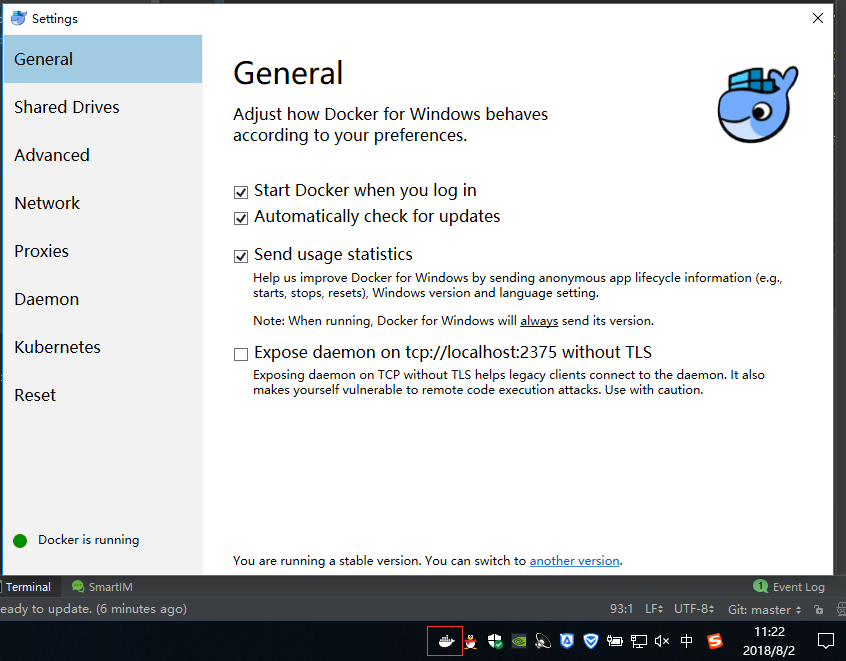 Settings
General
Shared Drives
Advanced
Network
Proxies
Daemon
Kubernetes
Reset
Docker is running
General
Adjust how Docker for Windows behaves
according to your preferences.
Start Docker when you log in
Automatically check for updates
Send usage statistics
Help us improve Docker for Windows by sending anonymous app lifecycle information (e.g.,
starts, stops, resets), Windows version and language setting.
Note: When running, Docker for Windows will always send its version.
Expose daemon on tcp://localhost:2375 without TLS
Exposing daemon on TCP without TLS helps legacy clients connect to the daemon. It also
makes yourself vulnerable to remote code execution attacks. Use with caution.
You are running a stable version. You can switch to another version.
Terminal SmartIM 1 Event Log
eady to update. (6 minutes ago) 93:1 LF UTF-8 Git: master
中 S 11:22
2018/8/2